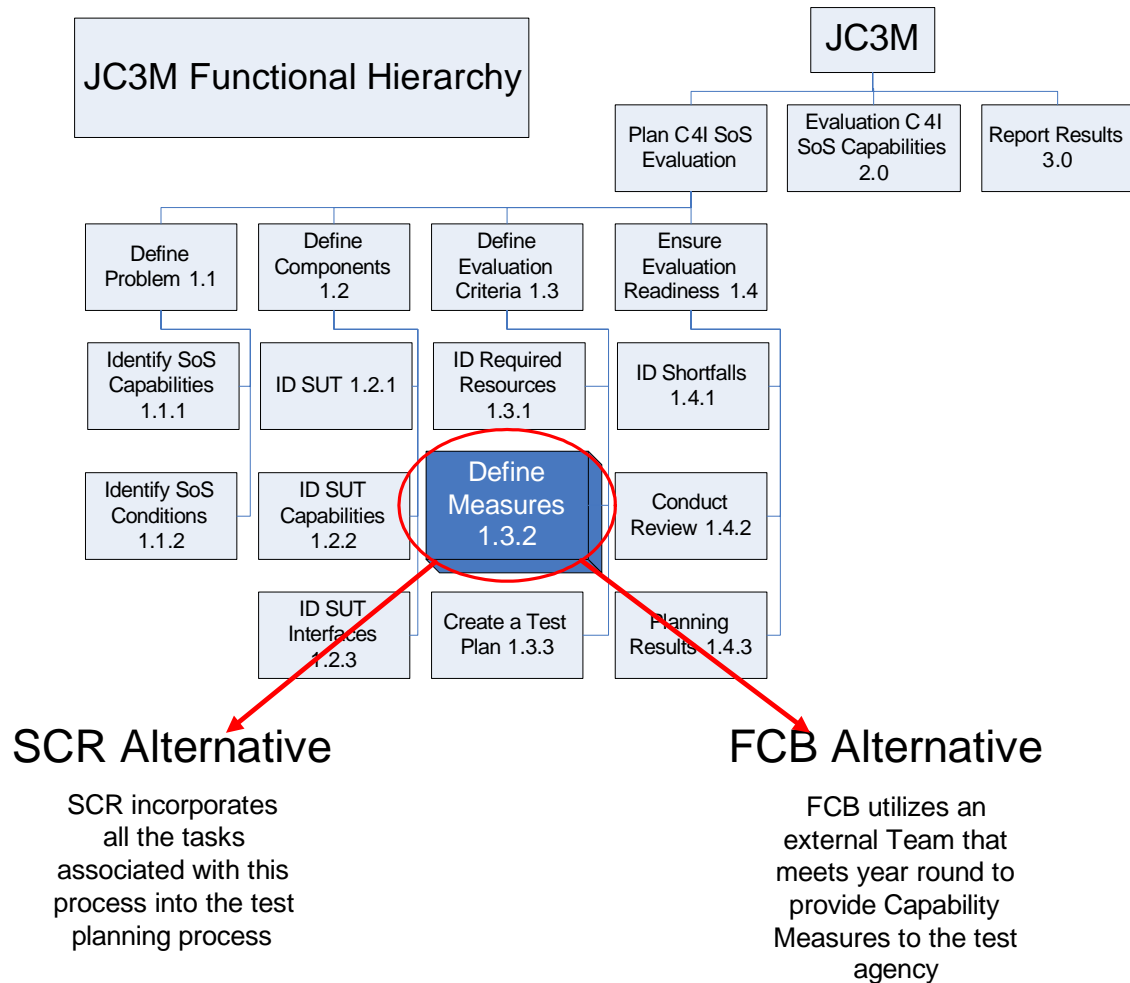 JC3M Functional Hierarchy
JC3M
Plan C4I SoS
Evaluation
Evaluation C4I
SoS Capabilities
2.0
Report Results
3.0
Define
Problem 1.1
Define
Components
1.2
Define
Evaluation
Criteria 1.3
Ensure
Evaluation
Readiness 1.4
Identify SoS
Capabilities
1.1.1
ID SUT 1.2.1
ID Required
Resources
1.3.1
ID Shortfalls
1.4.1
Identify SoS
Conditions
1.1.2
ID SUT
Capabilities
1.2.2
Define
Measures
1.3.2
Conduct
Review 1.4.2
ID SUT
Interfaces
1.2.3
Create a Test
Plan 1.3.3
Planning
Results 1.4.3
SCR Alternative
SCR incorporates
all the tasks
associated with this
process into the test
planning process
FCB Alternative
FCB utilizes an
external Team that
meets year round to
provide Capability
Measures to the test
agency